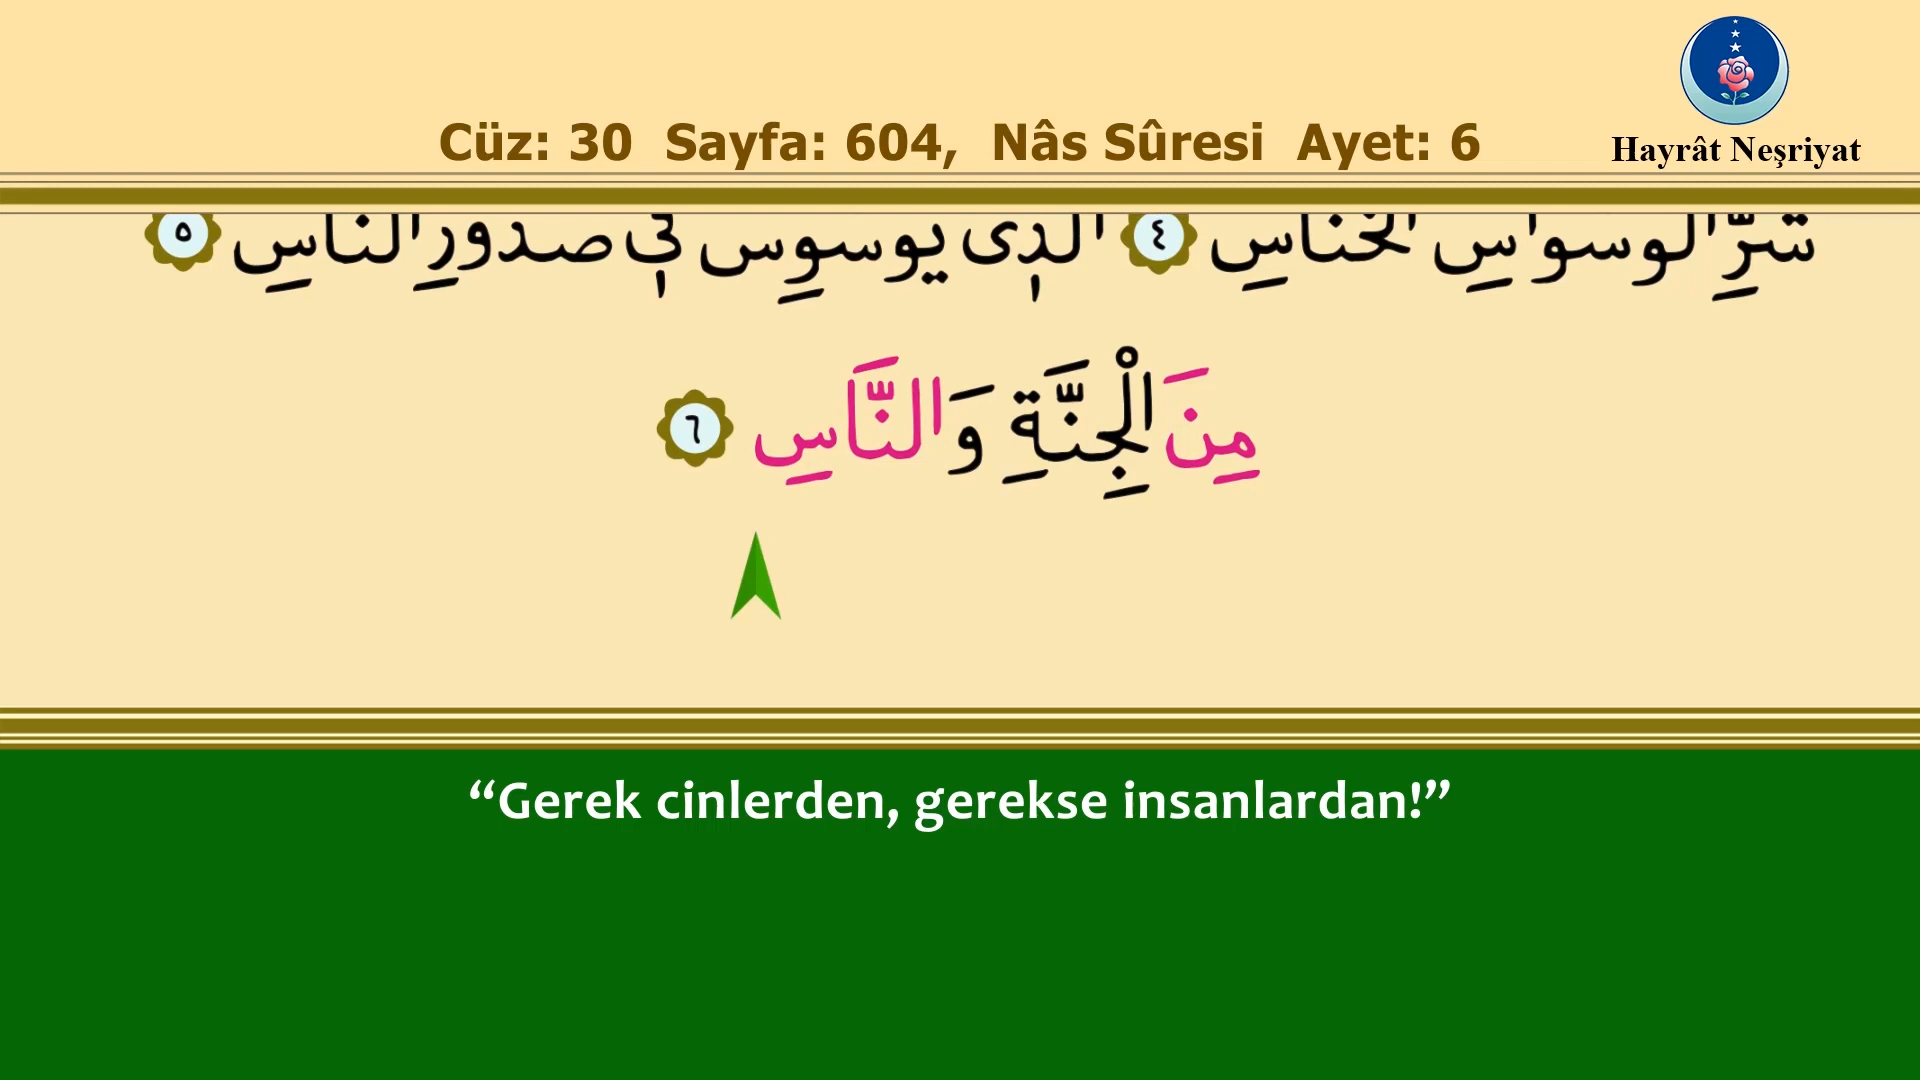 Cüz: 30 Sayfa: 604, Nâs Sûresi Ayet: 6
Hayrât Neşriyat
شَرِّ الْوَسْوَاسِ الْخَنَّاسِ ٤ الَّذٖى يُوَسْوِسُ فٖى صُدُورِ النَّاسِ ٥
مِنَ الْجِنَّةِ وَالنَّاسِ ٦
“Gerek cinlerden, gerekse insanlardan!”